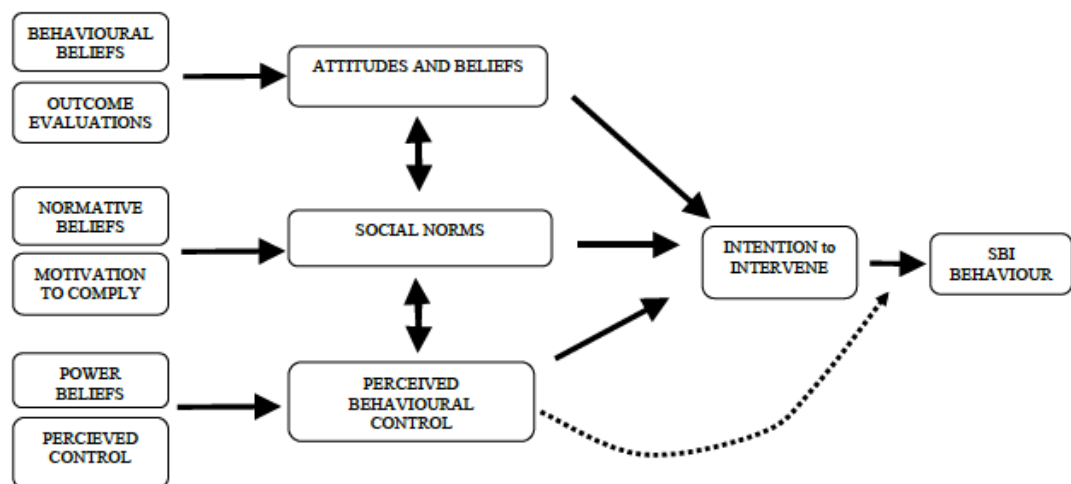 BEHAVIOURAL
BELIEFS
OUTCOME
EVALUATIONS
ATTITUDES AND BELIEFS
NORMATIVE
BELIEFS
MOTIVATION
TO COMPLY
SOCIAL NORMS
POWER
BELIEFS
PERCIEVED
CONTROL
PERCEIVED
BEHAVIOURAL
CONTROL
INTENTION to
INTERVENE
SBI
BEHAVIOUR